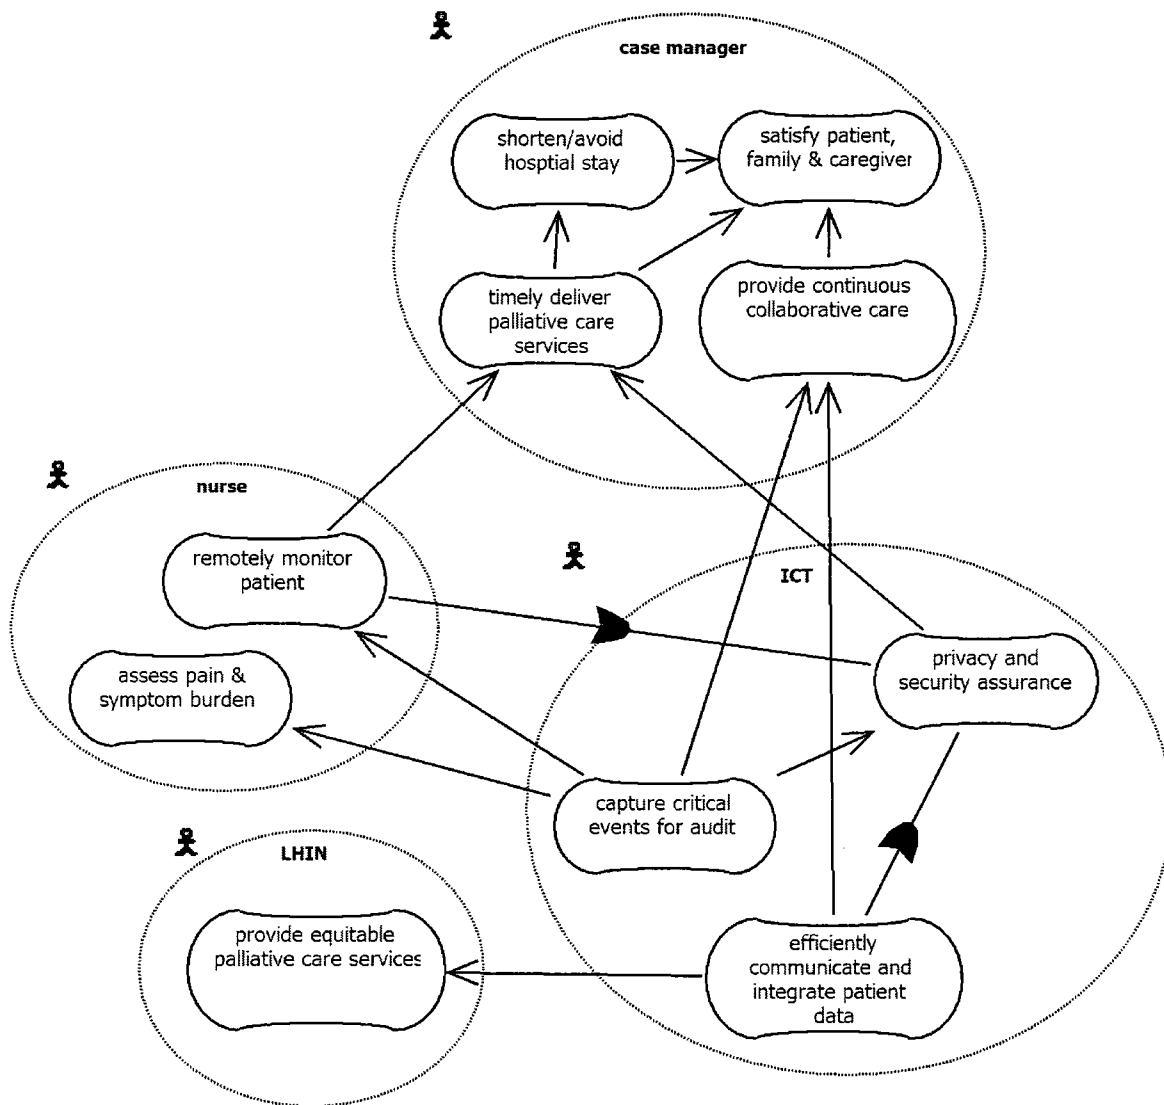 case manager
shorten/avoid
hosptial stay
satisfy patient,
family & caregiver
timely deliver
palliative care
services
provide continuous
collaborative care
nurse
remotely monitor
patient
assess pain &
symptom burden
ICT
privacy and
security assurance
capture critical
events for audit
efficiently
communicate and
integrate patient
data
LHIN
provide equitable
palliative care services